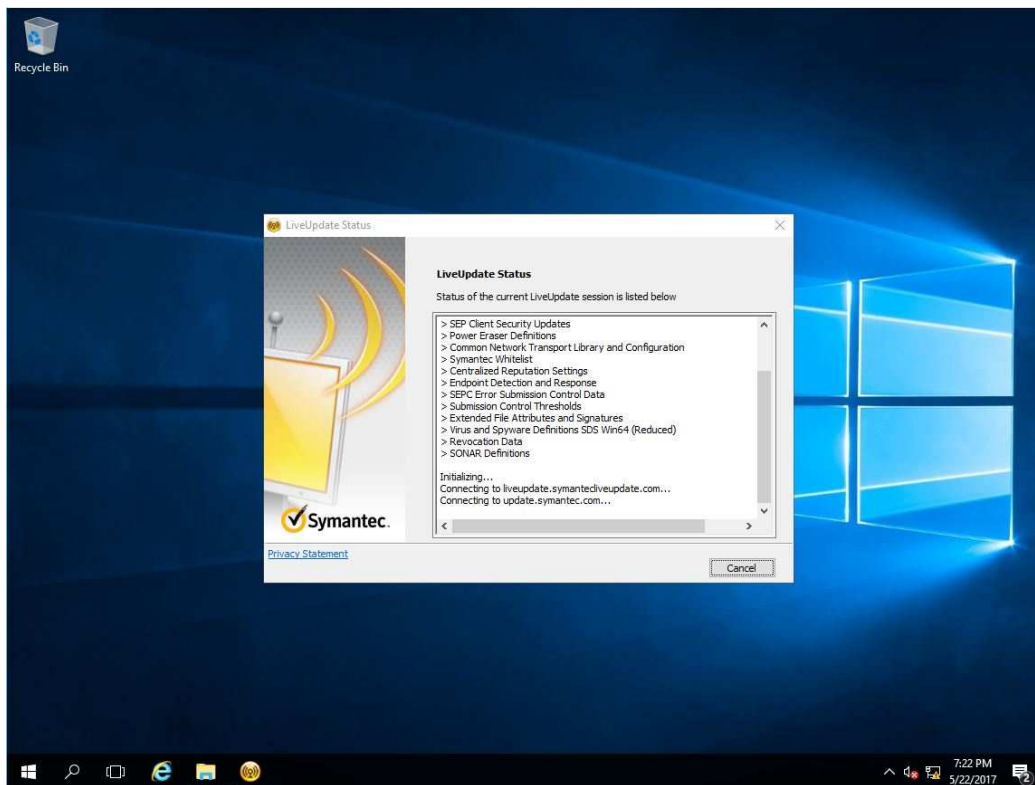 Recycle Bin
LiveUpdate Status
LiveUpdate Status
Status of the current LiveUpdate session is listed below
> SEP Client Security Updates
> Power Eraser Definitions
> Common Network Transport Library and Configuration
> Symantec Whitelist
> Centralized Reputation Settings
> Endpoint Detection and Response
> SEPC Error Submission Control Data
> Submission Control Thresholds
> Extended File Attributes and Signatures
> Virus and Spyware Definitions SDS Win64 (Reduced)
> Revocation Data
> SONAR Definitions
Initializing...
Connecting to liveupdate.symantecliveupdate.com...
Connecting to update.symantec.com...
Symantec.
Privacy Statement
Cancel
7:22 PM
5/22/2017
2